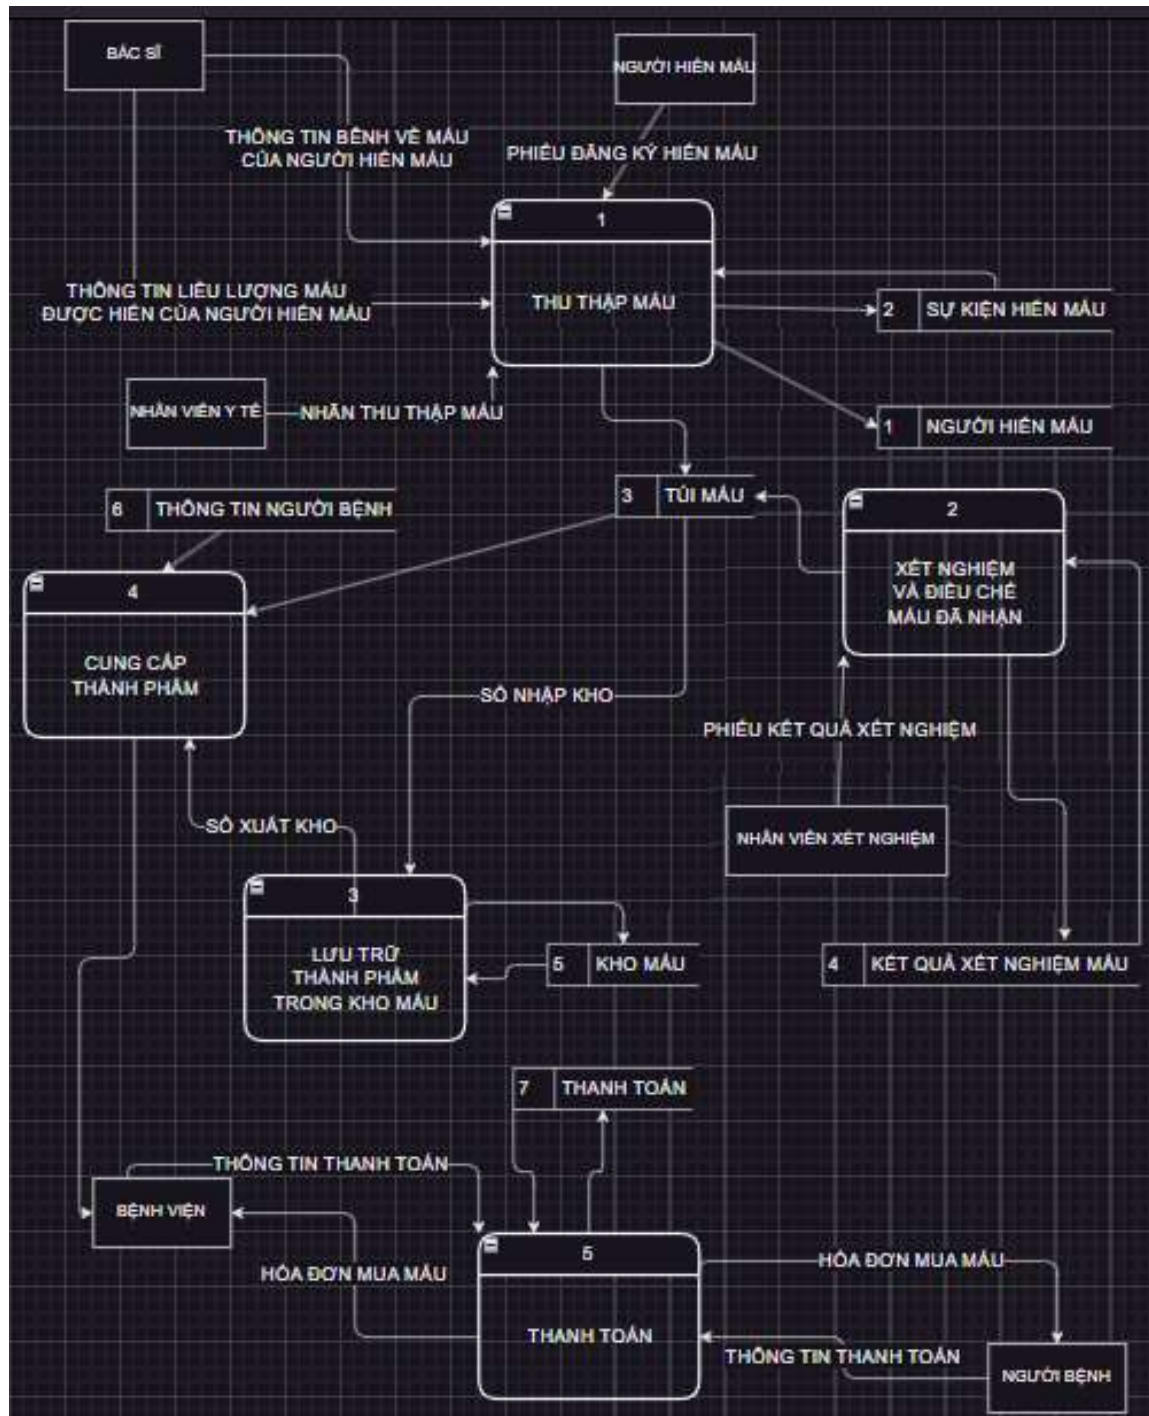 BÁC SĨ
NGƯỜI HIẾN MÁU
THÔNG TIN BỆNH VỀ MÁU
CỦA NGƯỜI HIẾN MÁU
PHIẾU ĐĂNG KÝ HIẾN MÁU
1
THU THẬP MÁU
THÔNG TIN LIỀU LƯỢNG MÁU
ĐƯỢC HIẾN CỦA NGƯỜI HIẾN MÁU
2 SỰ KIỆN HIẾN MÁU
NHÂN VIÊN Y TẾ
NHÃN THU THẬP MÁU
1 NGƯỜI HIẾN MÁU
6 THÔNG TIN NGƯỜI BỆNH
3 TÚI MÁU
2
XÉT NGHIỆM
VÀ ĐIỀU CHẾ
MÁU ĐÃ NHẬN
4
CUNG CẤP
THÀNH PHẨM
SỔ NHẬP KHO
PHIẾU KẾT QUẢ XÉT NGHIỆM
SỔ XUẤT KHO
NHÂN VIÊN XÉT NGHIỆM
3
LƯU TRỮ
THÀNH PHẨM
TRONG KHO MÁU
5 KHO MÁU
4 KẾT QUẢ XÉT NGHIỆM MÁU
7 THANH TOÁN
THÔNG TIN THANH TOÁN
BỆNH VIỆN
5
THANH TOÁN
HÓA ĐƠN MUA MÁU
HÓA ĐƠN MUA MÁU
THÔNG TIN THANH TOÁN
NGƯỜI BỆNH